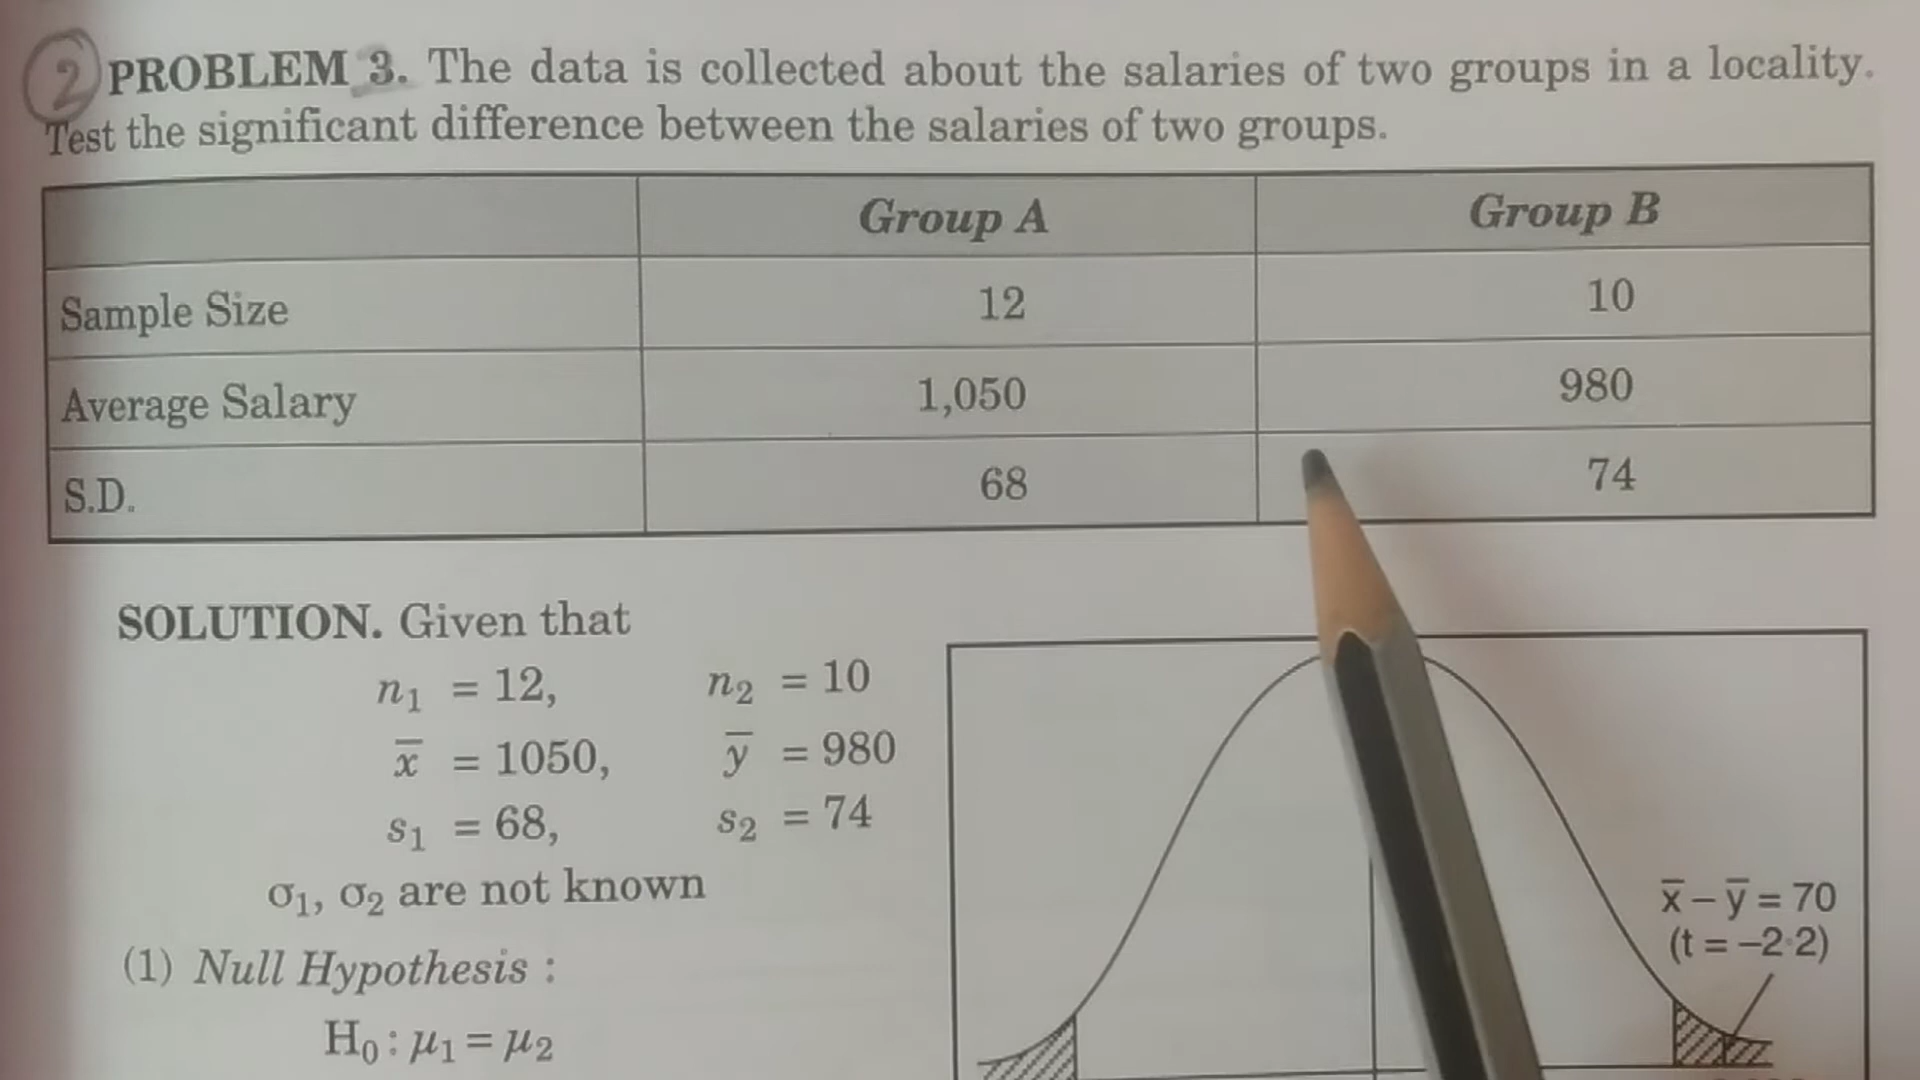 2 PROBLEM 3. The data is collected about the salaries of two groups in a locality.
Test the significant difference between the salaries of two groups.
Group A Group B
Sample Size 12 10
Average Salary 1,050 980
S.D. 68 74
SOLUTION. Given that
n₁ = 12, n₂ = 10
x̅ = 1050, y̅ = 980
s₁ = 68, s₂ = 74
σ₁, σ₂ are not known
(1) Null Hypothesis :
H₀ : μ₁ = μ₂
x̅ – y̅ = 70
(t = –2·2)